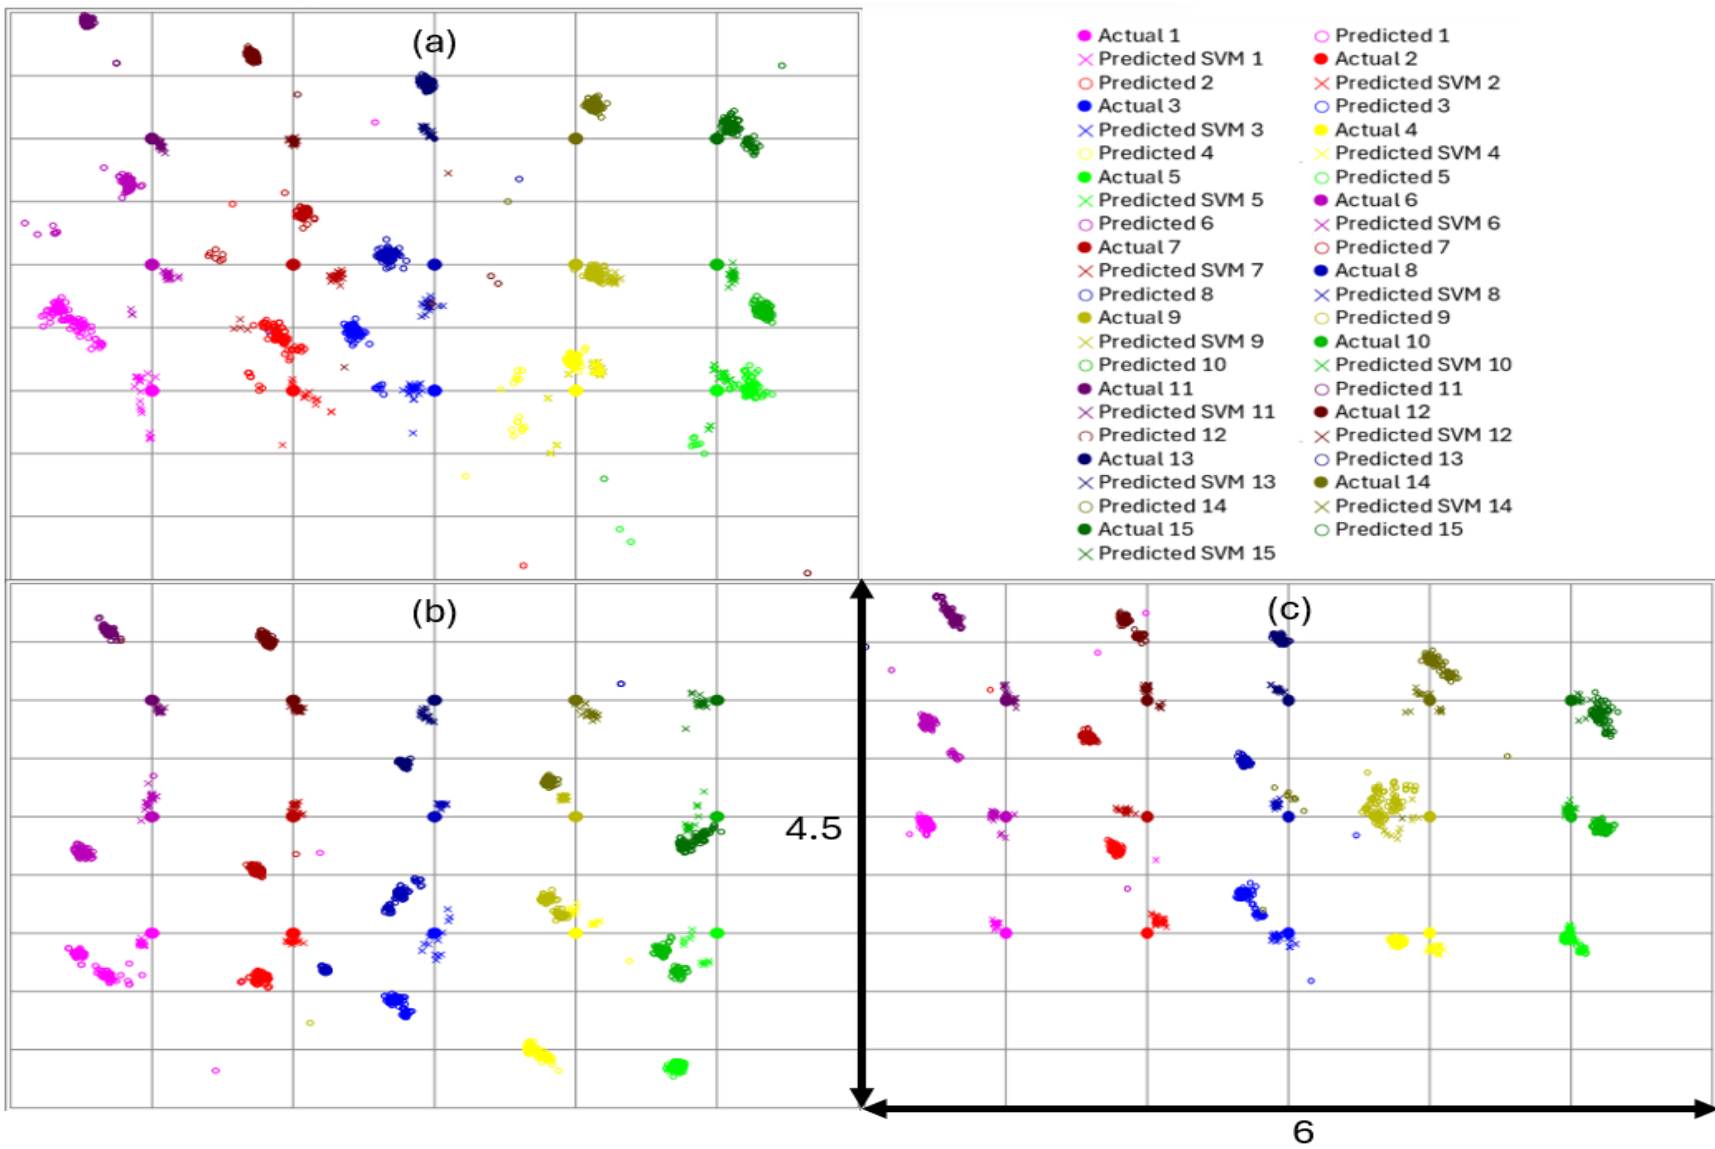 (a)
Actual 1 Predicted 1
Predicted SVM 1 Actual 2
Predicted 2 Predicted SVM 2
Actual 3 Predicted 3
Predicted SVM 3 Actual 4
Predicted 4 Predicted SVM 4
Actual 5 Predicted 5
Predicted SVM 5 Actual 6
Predicted 6 Predicted SVM 6
Actual 7 Predicted 7
Predicted SVM 7 Actual 8
Predicted 8 Predicted SVM 8
Actual 9 Predicted 9
Predicted SVM 9 Actual 10
Predicted 10 Predicted SVM 10
Actual 11 Predicted 11
Predicted SVM 11 Actual 12
Predicted 12 Predicted SVM 12
Actual 13 Predicted 13
Predicted SVM 13 Actual 14
Predicted 14 Predicted SVM 14
Actual 15 Predicted 15
Predicted SVM 15
(b)
(c)
4.5
6